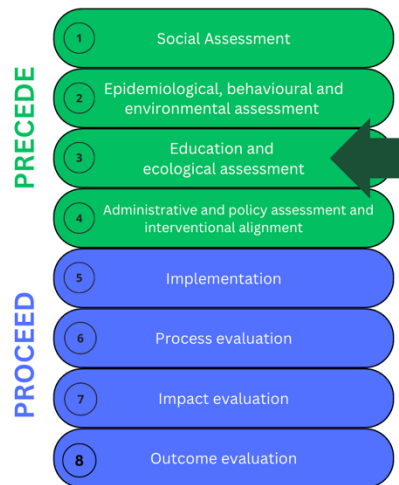 PRECEDE
1 Social Assessment
2 Epidemiological, behavioural and
environmental assessment
3 Education and
ecological assessment
4 Administrative and policy assessment and
interventional alignment
PROCEED
5 Implementation
6 Process evaluation
7 Impact evaluation
8 Outcome evaluation